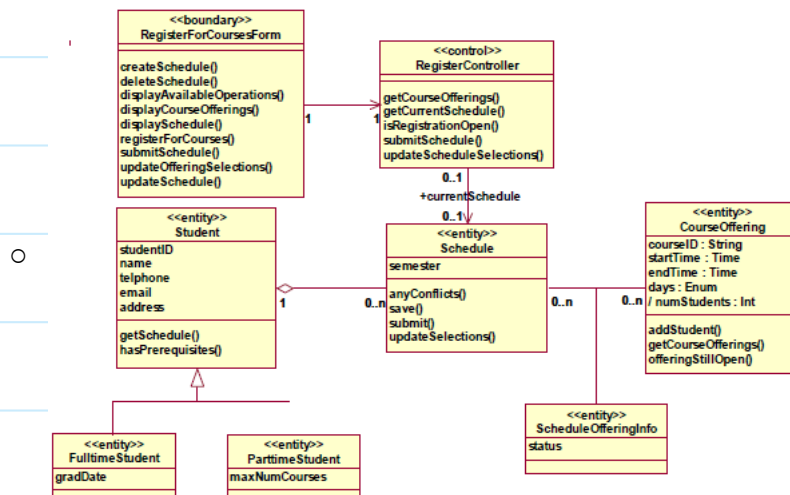 <<boundary>>
RegisterForCoursesForm
createSchedule()
deleteSchedule()
displayAvailableOperations()
displayCourseOfferings()
displaySchedule()
registerForCourses()
submitSchedule()
updateOfferingSelections()
updateSchedule()
1
1
<<control>>
RegisterController
getCourseOfferings()
getCurrentSchedule()
isRegistrationOpen()
submitSchedule()
updateScheduleSelections()
0..1
+currentSchedule
0..1
<<entity>>
Student
studentID
name
telphone
email
address
getSchedule()
hasPrerequisites()
1
0..n
<<entity>>
Schedule
semester
anyConflicts()
save()
submit()
updateSelections()
0..n
0..n
<<entity>>
CourseOffering
courseID : String
startTime : Time
endTime : Time
days : Enum
/ numStudents : Int
addStudent()
getCourseOfferings()
offeringStillOpen()
<<entity>>
FulltimeStudent
gradDate
<<entity>>
ParttimeStudent
maxNumCourses
<<entity>>
ScheduleOfferingInfo
status